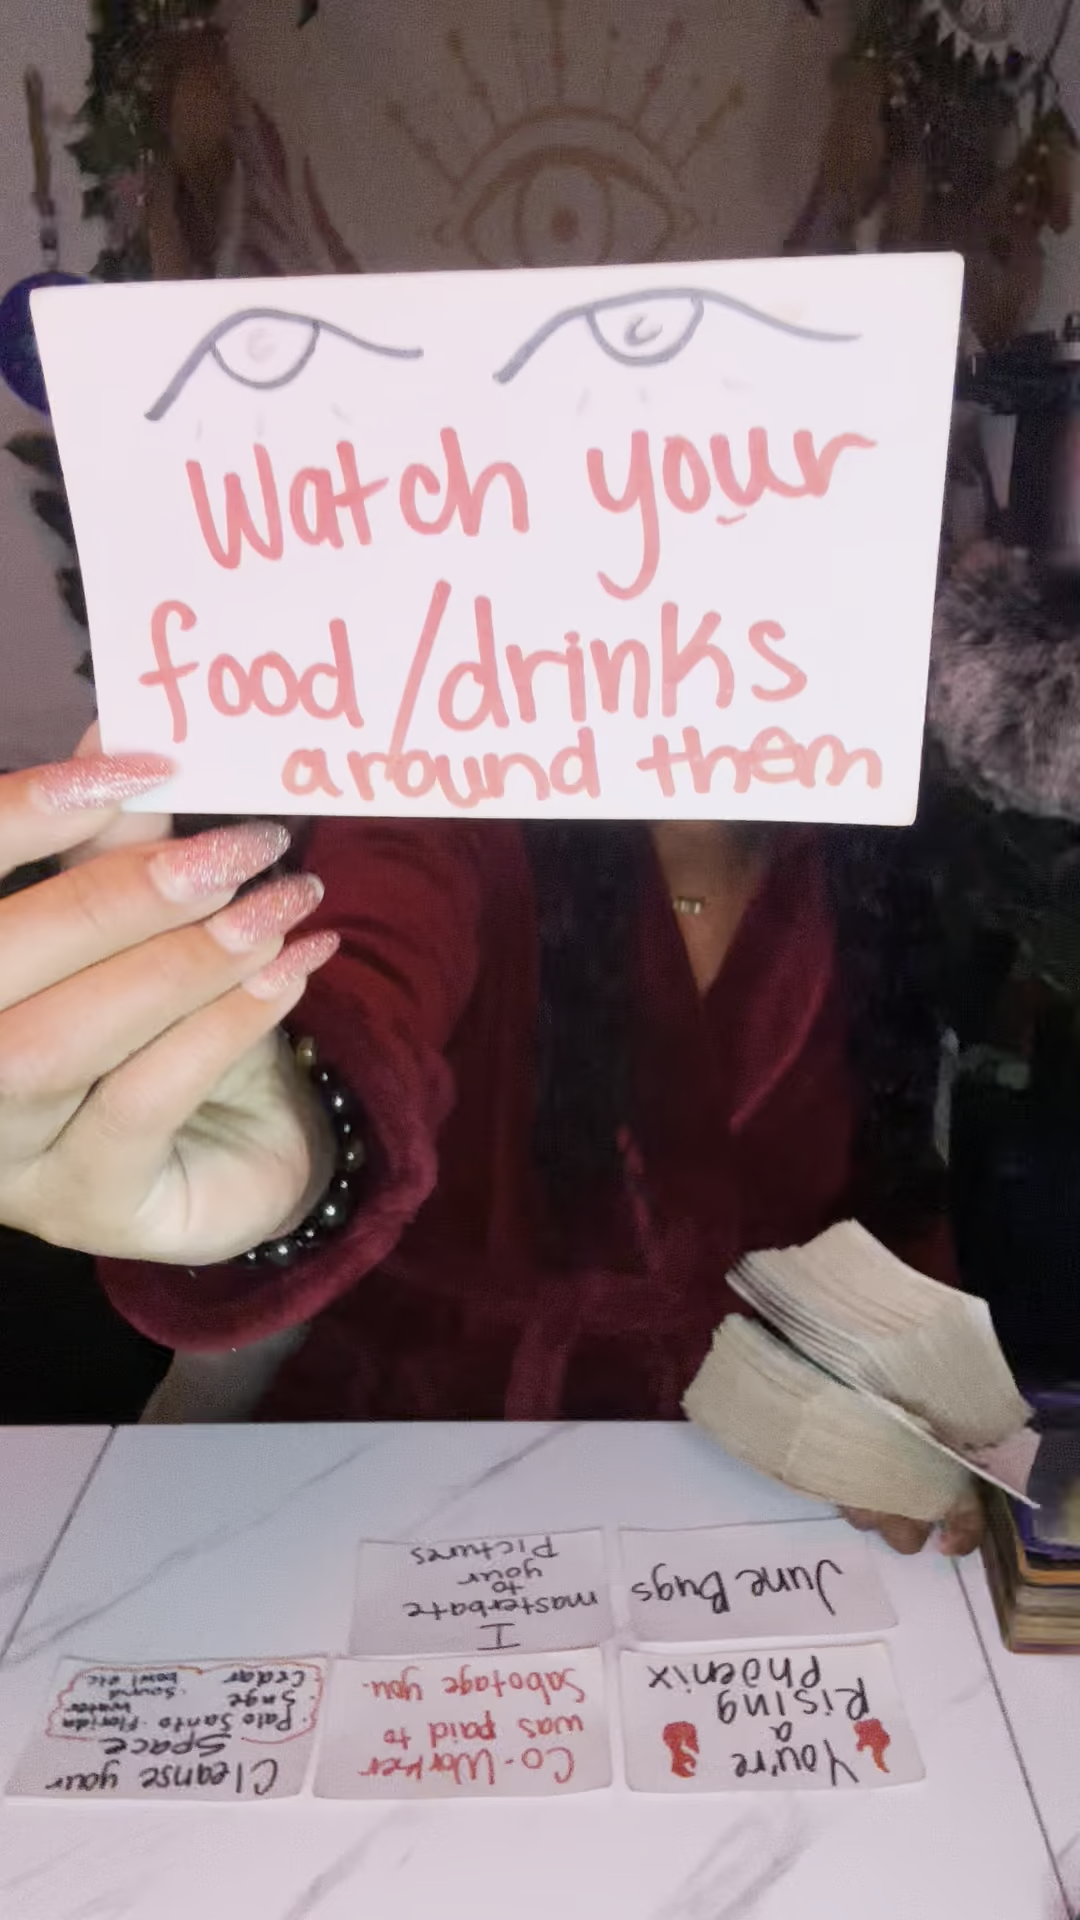 Watch your
food/drinks
around them
I
masterbate
to
your
Pictures
June Bugs
Cleanse your
Space
· Palo Santo · Florida
water
· Sage
· Sound
bowl etc
· Cedar
Co-Worker
was paid to
Sabotage you.
You're
a
Rising
Phoenix